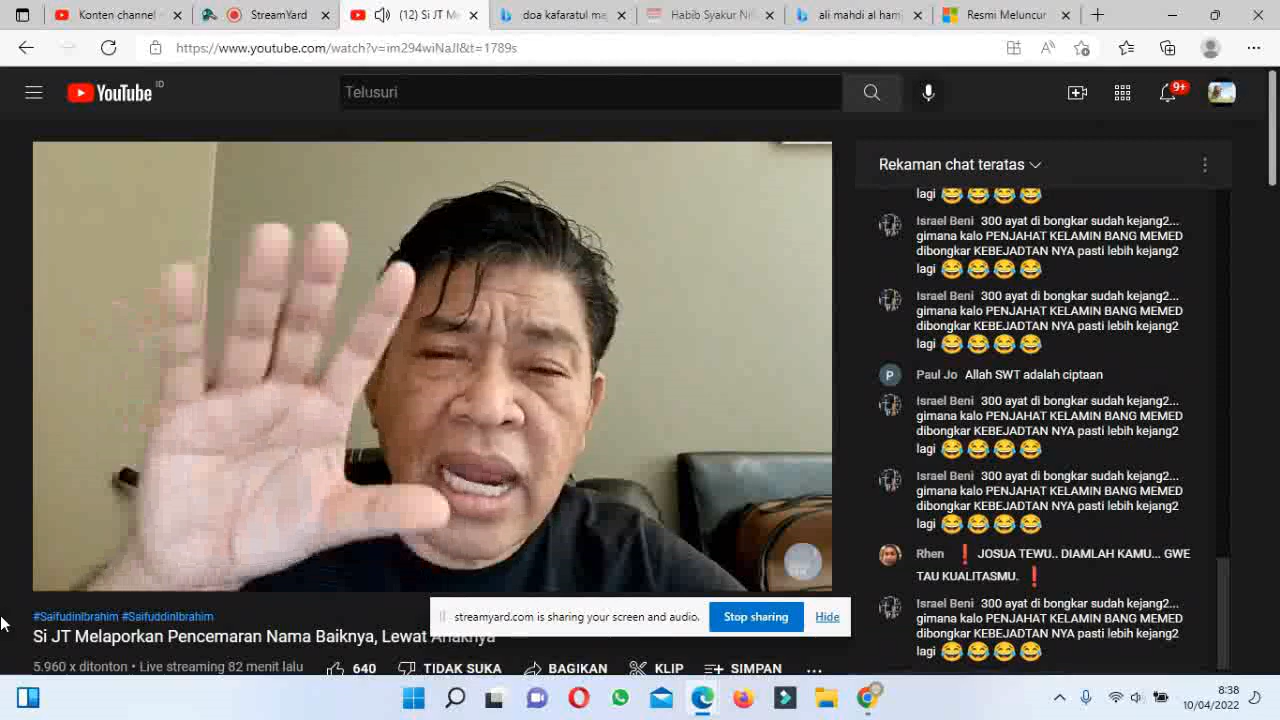 Konten channel
StreamYard
(12) Si JT Me
doa kafaratul maj
Habib Syakur Nil
ali mahdi al ham
Resmi Meluncur
https://www.youtube.com/watch?v=im294wiNaJI&t=1789s
YouTube ID
Telusuri
9+
Rekaman chat teratas
lagi 😂😂😂😂
Israel Beni 300 ayat di bongkar sudah kejang2...
gimana kalo PENJAHAT KELAMIN BANG MEMED
dibongkar KEBEJADTAN NYA pasti lebih kejang2
lagi 😂😂😂😂
Israel Beni 300 ayat di bongkar sudah kejang2...
gimana kalo PENJAHAT KELAMIN BANG MEMED
dibongkar KEBEJADTAN NYA pasti lebih kejang2
lagi 😂😂😂😂
P Paul Jo Allah SWT adalah ciptaan
Israel Beni 300 ayat di bongkar sudah kejang2...
gimana kalo PENJAHAT KELAMIN BANG MEMED
dibongkar KEBEJADTAN NYA pasti lebih kejang2
lagi 😂😂😂😂
Israel Beni 300 ayat di bongkar sudah kejang2...
gimana kalo PENJAHAT KELAMIN BANG MEMED
dibongkar KEBEJADTAN NYA pasti lebih kejang2
lagi 😂😂😂😂
Rhen ❗ JOSUA TEWU.. DIAMLAH KAMU... GWE
TAU KUALITASMU. ❗
Israel Beni 300 ayat di bongkar sudah kejang2...
gimana kalo PENJAHAT KELAMIN BANG MEMED
dibongkar KEBEJADTAN NYA pasti lebih kejang2
lagi 😂😂😂😂
#SaifudinIbrahim #SaifuddinIbrahim
streamyard.com is sharing your screen and audio.
Stop sharing
Hide
Si JT Melaporkan Pencemaran Nama Baiknya, Lewat Anaknya
5.960 x ditonton • Live streaming 82 menit lalu
640
TIDAK SUKA
BAGIKAN
KLIP
SIMPAN
8:38
10/04/2022